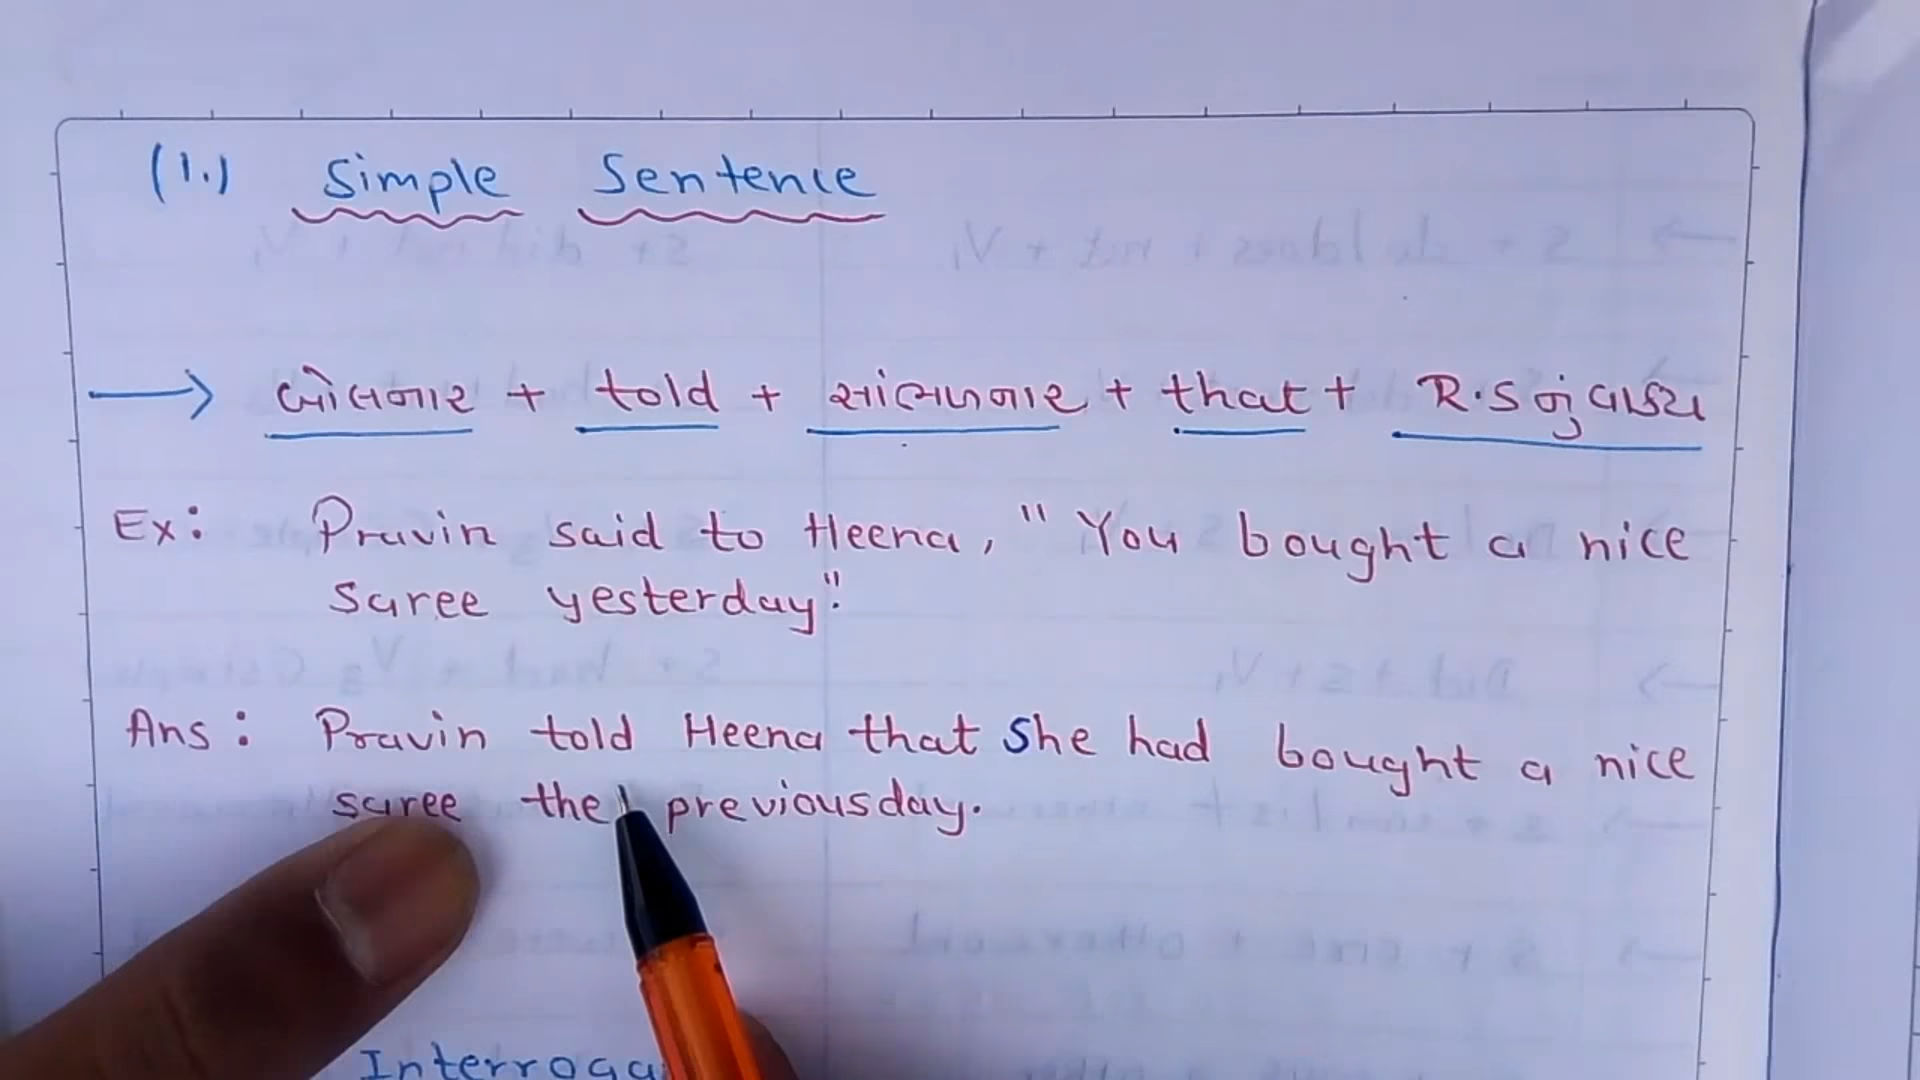 (1.) Simple Sentence
→ બોલનાર + told + સાંભળનાર + that + R.S નું વાક્ય
Ex: Pravin said to Heena, "You bought a nice
saree yesterday."
Ans: Pravin told Heena that She had bought a nice
saree the previousday.